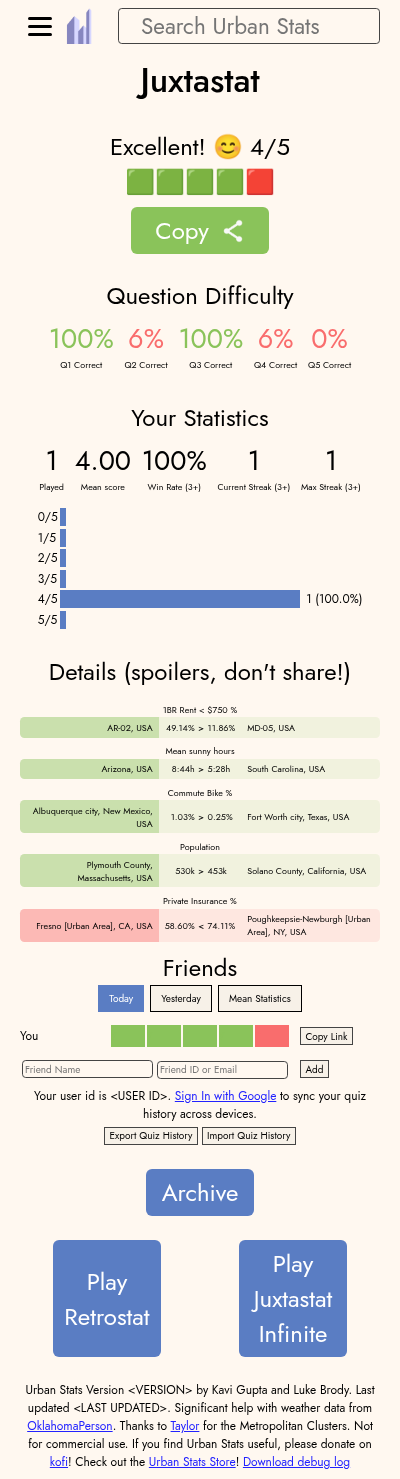 Search Urban Stats
Juxtastat
Excellent! 😊 4/5
🟩🟩🟩🟩🟥
Copy
Question Difficulty
100% 6% 100% 6% 0%
Q1 Correct Q2 Correct Q3 Correct Q4 Correct Q5 Correct
Your Statistics
1 4.00 100% 1 1
Played Mean score Win Rate (3+) Current Streak (3+) Max Streak (3+)
0/5
1/5
2/5
3/5
4/5 1 (100.0%)
5/5
Details (spoilers, don't share!)
1BR Rent < $750 %
AR-02, USA 49.14% > 11.86% MD-05, USA
Mean sunny hours
Arizona, USA 8:44h > 5:28h South Carolina, USA
Commute Bike %
Albuquerque city, New Mexico,
USA 1.03% > 0.25% Fort Worth city, Texas, USA
Population
Plymouth County,
Massachusetts, USA 530k > 453k Solano County, California, USA
Private Insurance %
Fresno [Urban Area], CA, USA 58.60% < 74.11% Poughkeepsie-Newburgh [Urban
Area], NY, USA
Friends
Today Yesterday Mean Statistics
You Copy Link
Friend Name Friend ID or Email Add
Your user id is <USER ID>. Sign In with Google to sync your quiz
history across devices.
Export Quiz History Import Quiz History
Archive
Play
Retrostat
Play
Juxtastat
Infinite
Urban Stats Version <VERSION> by Kavi Gupta and Luke Brody. Last
updated <LAST UPDATED>. Significant help with weather data from
OklahomaPerson. Thanks to Taylor for the Metropolitan Clusters. Not
for commercial use. If you find Urban Stats useful, please donate on
kofi! Check out the Urban Stats Store! Download debug log